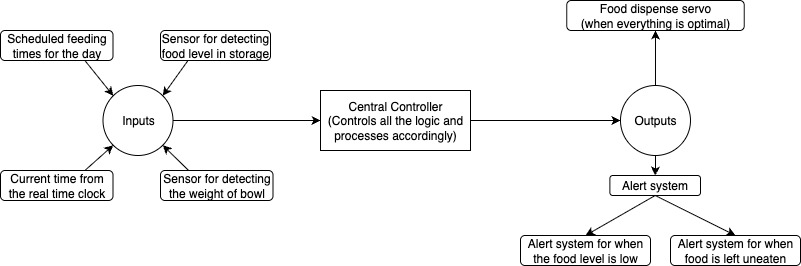 Food dispense servo
(when everything is optimal)
Scheduled feeding
times for the day
Sensor for detecting
food level in storage
Inputs
Central Controller
(Controls all the logic and
processes accordingly)
Outputs
Current time from
the real time clock
Sensor for detecting
the weight of bowl
Alert system
Alert system for when
the food level is low
Alert system for when
food is left uneaten